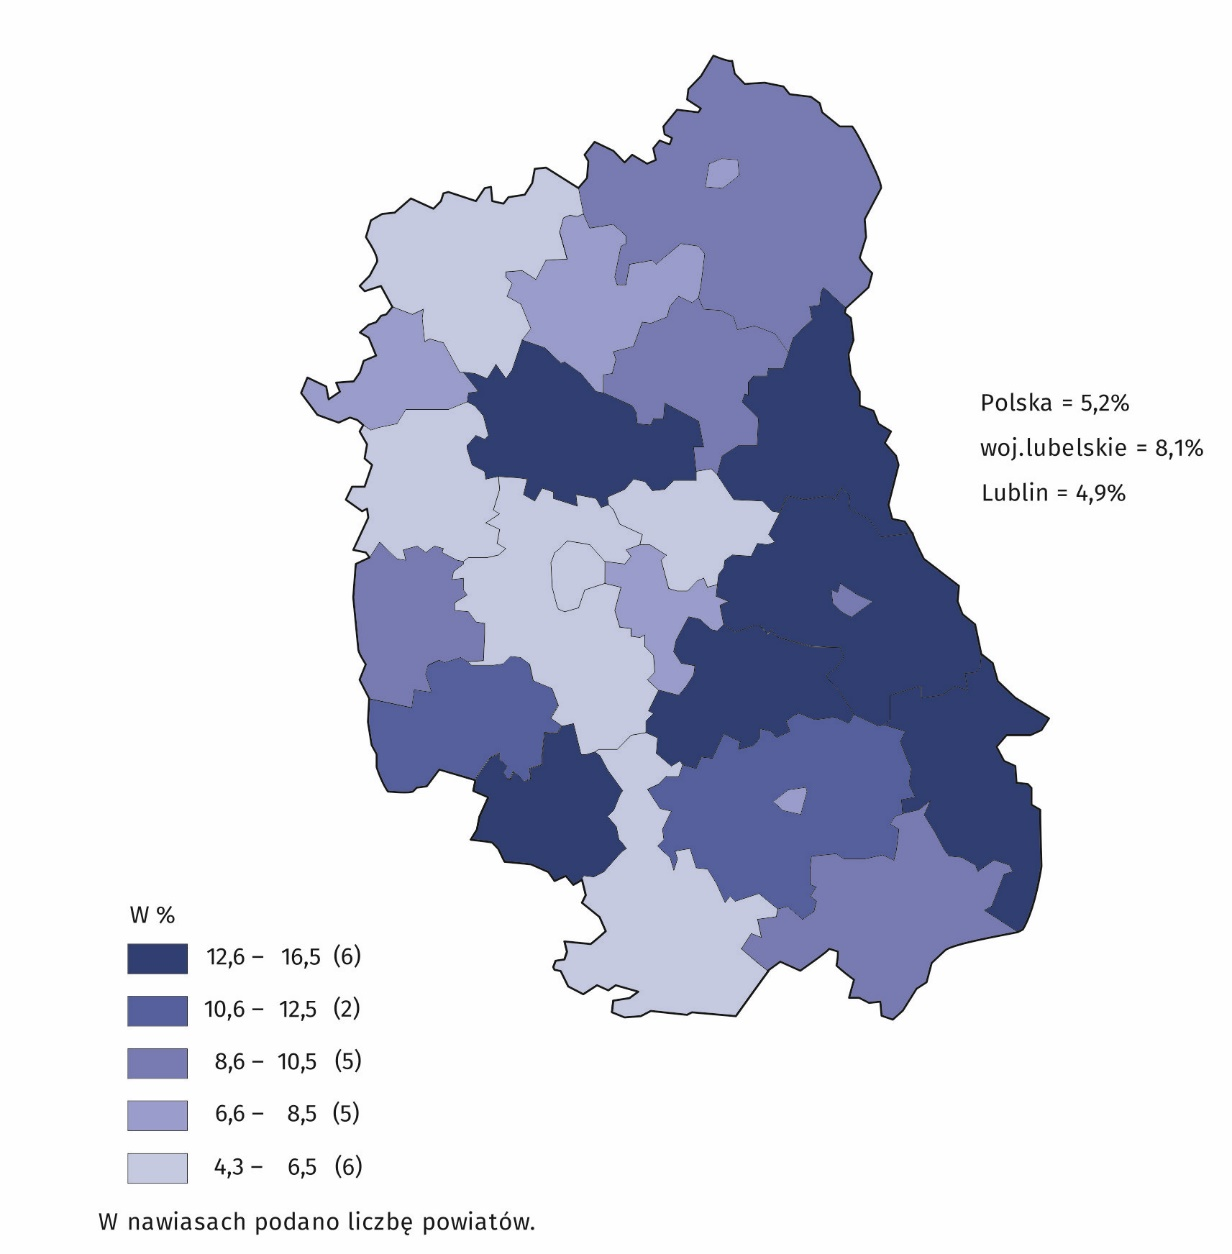 Polska = 5,2%
woj.lubelskie = 8,1%
Lublin = 4,9%
W %
12,6 – 16,5 (6)
10,6 – 12,5 (2)
8,6 – 10,5 (5)
6,6 – 8,5 (5)
4,3 – 6,5 (6)
W nawiasach podano liczbę powiatów.